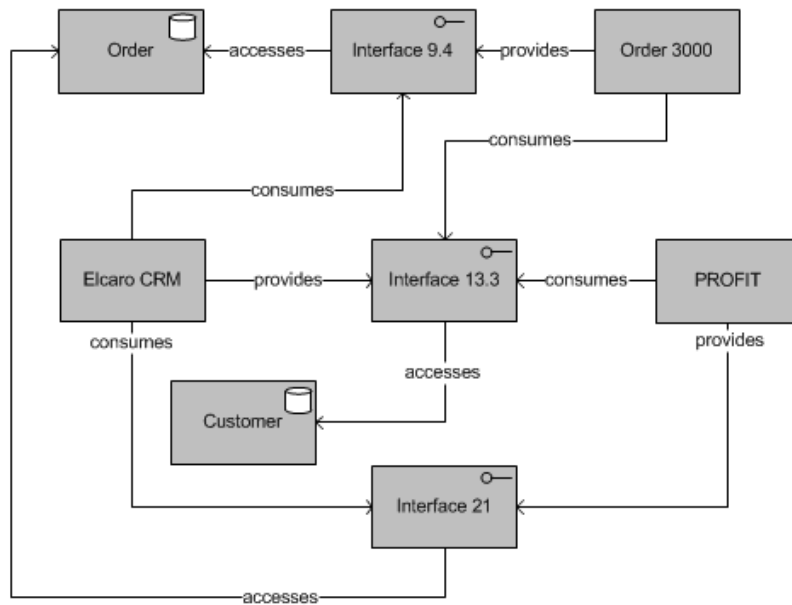 Order
accesses
Interface 9.4
provides
Order 3000
consumes
consumes
Elcaro CRM
provides
Interface 13.3
consumes
PROFIT
consumes
provides
accesses
Customer
Interface 21
accesses